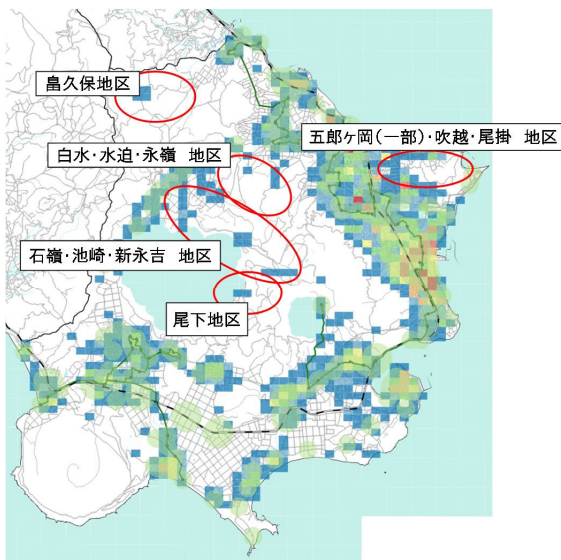 畠久保地区
五郎ヶ岡(一部)・吹越・尾掛 地区
白水・水迫・永嶺 地区
石嶺・池崎・新永吉 地区
尾下地区